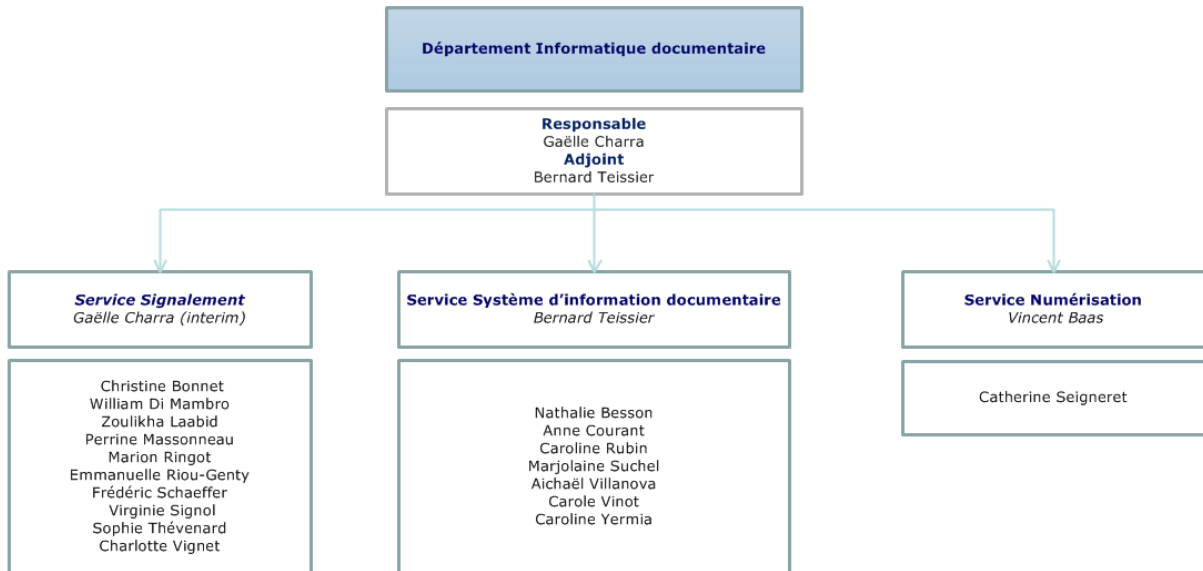 Département Informatique documentaire
Responsable
Gaëlle Charra
Adjoint
Bernard Teissier
Service Signalement
Gaëlle Charra (interim)
Christine Bonnet
William Di Mambro
Zoulikha Laabid
Perrine Massonneau
Marion Ringot
Emmanuelle Riou-Genty
Frédéric Schaeffer
Virginie Signol
Sophie Thévenard
Charlotte Vignet
Service Système d'information documentaire
Bernard Teissier
Nathalie Besson
Anne Courant
Caroline Rubin
Marjolaine Suchel
Aichaël Villanova
Carole Vinot
Caroline Yermia
Service Numérisation
Vincent Baas
Catherine Seigneret